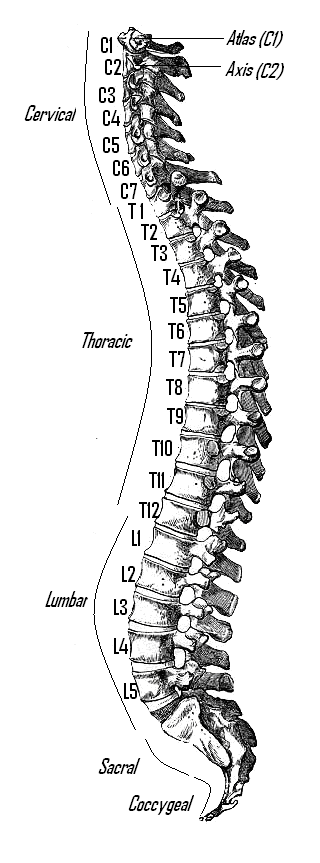 Atlas (C1)
C1
Axis (C2)
C2
C3
Cervical
C4
C5
C6
C7
T1
T2
T3
T4
T5
T6
Thoracic
T7
T8
T9
T10
T11
T12
L1
L2
Lumbar
L3
L4
L5
Sacral
Coccygeal